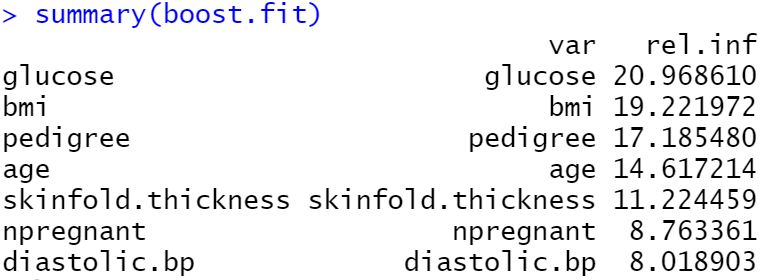 > summary(boost.fit)
var rel.inf
glucose glucose 20.968610
bmi bmi 19.221972
pedigree pedigree 17.185480
age age 14.617214
skinfold.thickness skinfold.thickness 11.224459
npregnant npregnant 8.763361
diastolic.bp diastolic.bp 8.018903